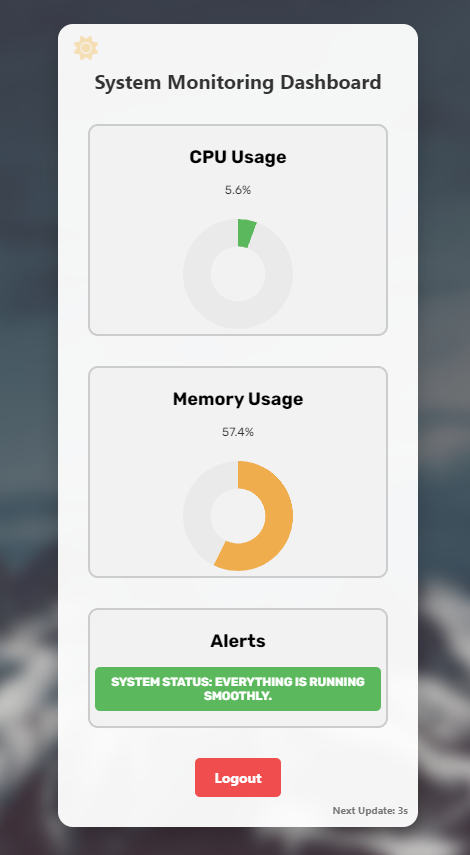 System Monitoring Dashboard
CPU Usage
5.6%
Memory Usage
57.4%
Alerts
SYSTEM STATUS: EVERYTHING IS RUNNING
SMOOTHLY.
Logout
Next Update: 3s